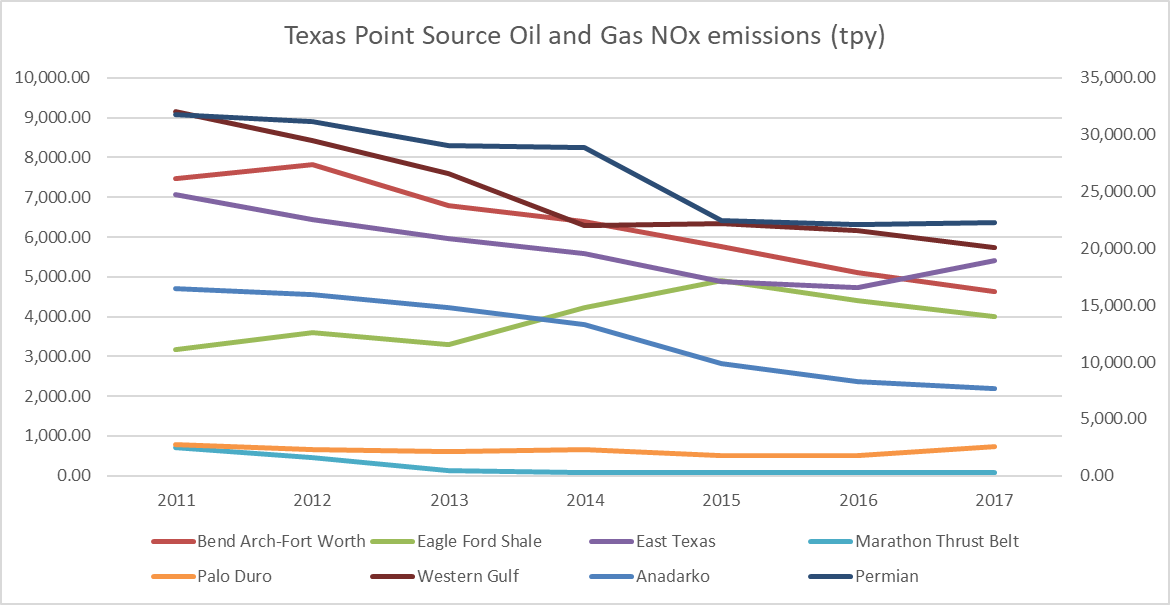 Texas Point Source Oil and Gas NOx emissions (tpy)
10,000.00 35,000.00
9,000.00 30,000.00
8,000.00
7,000.00 25,000.00
6,000.00 20,000.00
5,000.00
4,000.00 15,000.00
3,000.00 10,000.00
2,000.00
1,000.00 5,000.00
0.00 0.00
2011 2012 2013 2014 2015 2016 2017
Bend Arch-Fort Worth Eagle Ford Shale East Texas Marathon Thrust Belt
Palo Duro Western Gulf Anadarko Permian